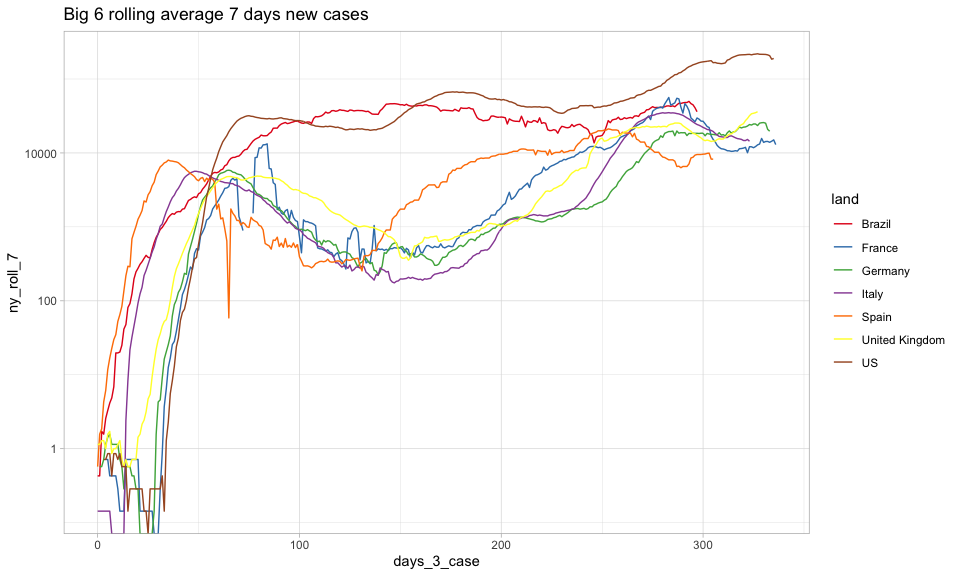 Big 6 rolling average 7 days new cases
ny_roll_7
10000
100
1
0
100
200
300
days_3_case
land
Brazil
France
Germany
Italy
Spain
United Kingdom
US